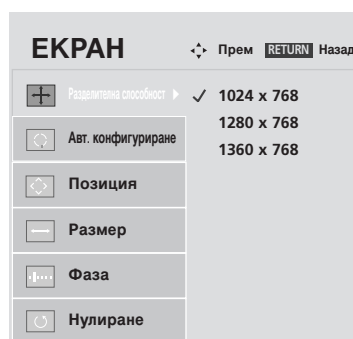 ЕКРАН
Прем RETURN Назад
Разделителна способност
1024 x 768
1280 x 768
1360 x 768
Авт. конфигуриране
Позиция
Размер
Фаза
Нулиране